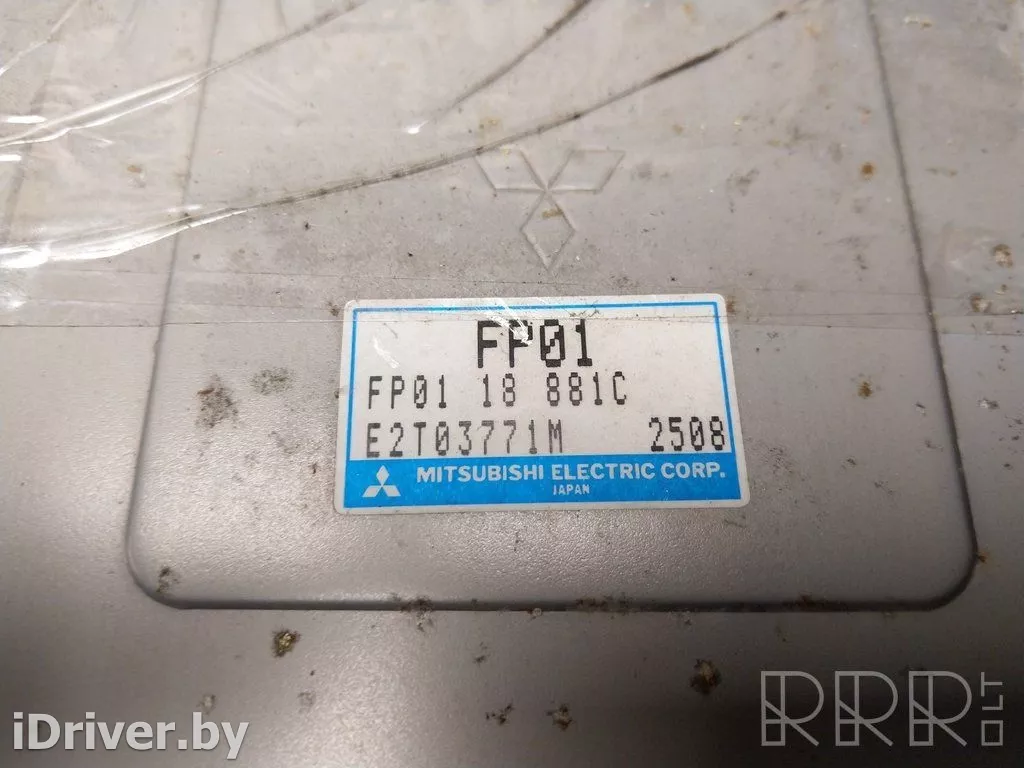 FP01
FP01 18 881C
E2T03771M 2508
MITSUBISHI ELECTRIC CORP.
JAPAN
iDriver.by
RRR.LT